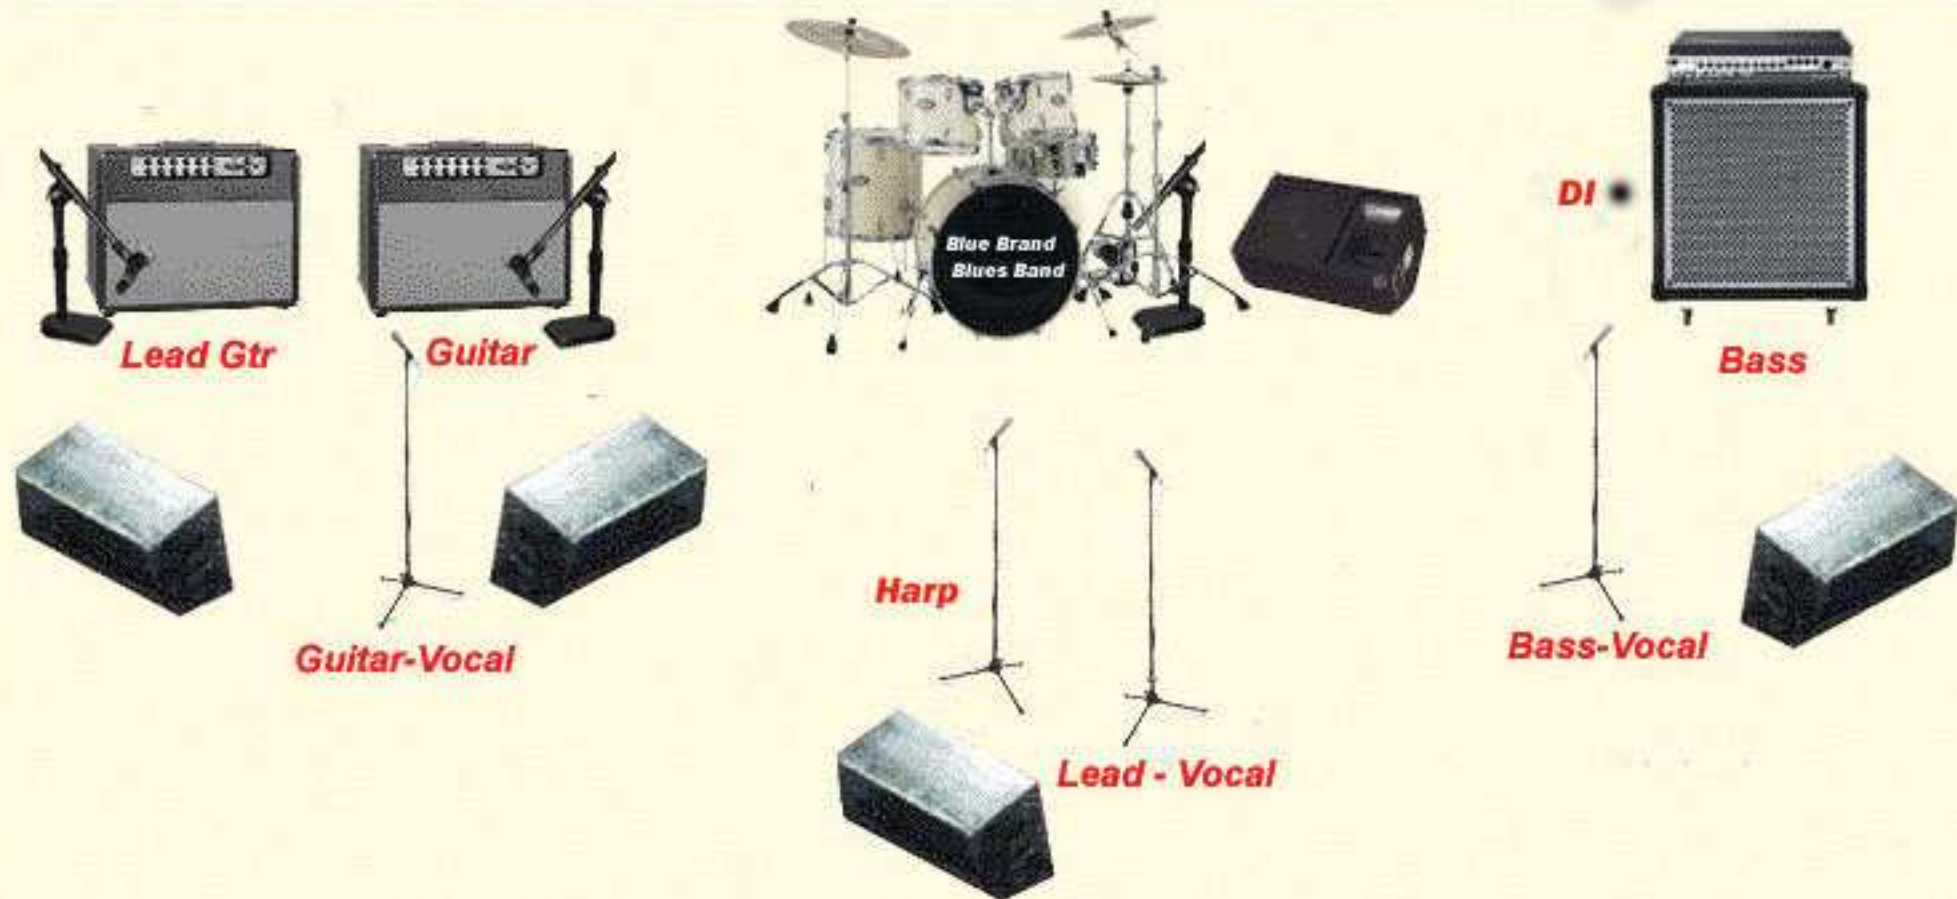 Blue Brand
Blues Band
DI
Lead Gtr
Guitar
Bass
Harp
Guitar-Vocal
Bass-Vocal
Lead - Vocal